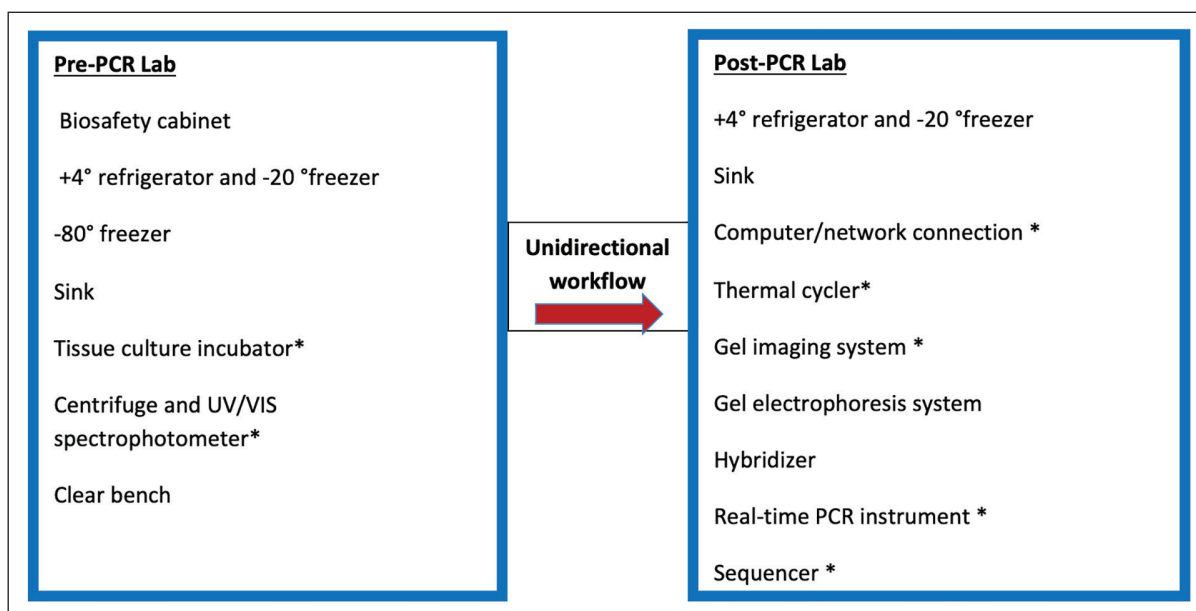 Pre-PCR Lab
Biosafety cabinet
+4° refrigerator and -20 °freezer
-80° freezer
Sink
Tissue culture incubator*
Centrifuge and UV/VIS
spectrophotometer*
Clear bench
Unidirectional
workflow
Post-PCR Lab
+4° refrigerator and -20 °freezer
Sink
Computer/network connection *
Thermal cycler*
Gel imaging system *
Gel electrophoresis system
Hybridizer
Real-time PCR instrument *
Sequencer *